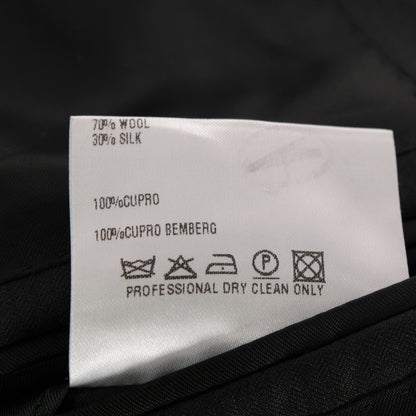 70% WOOL
30% SILK
100%CUPRO
100%CUPRO BEMBERG
P
PROFESSIONAL DRY CLEAN ONLY